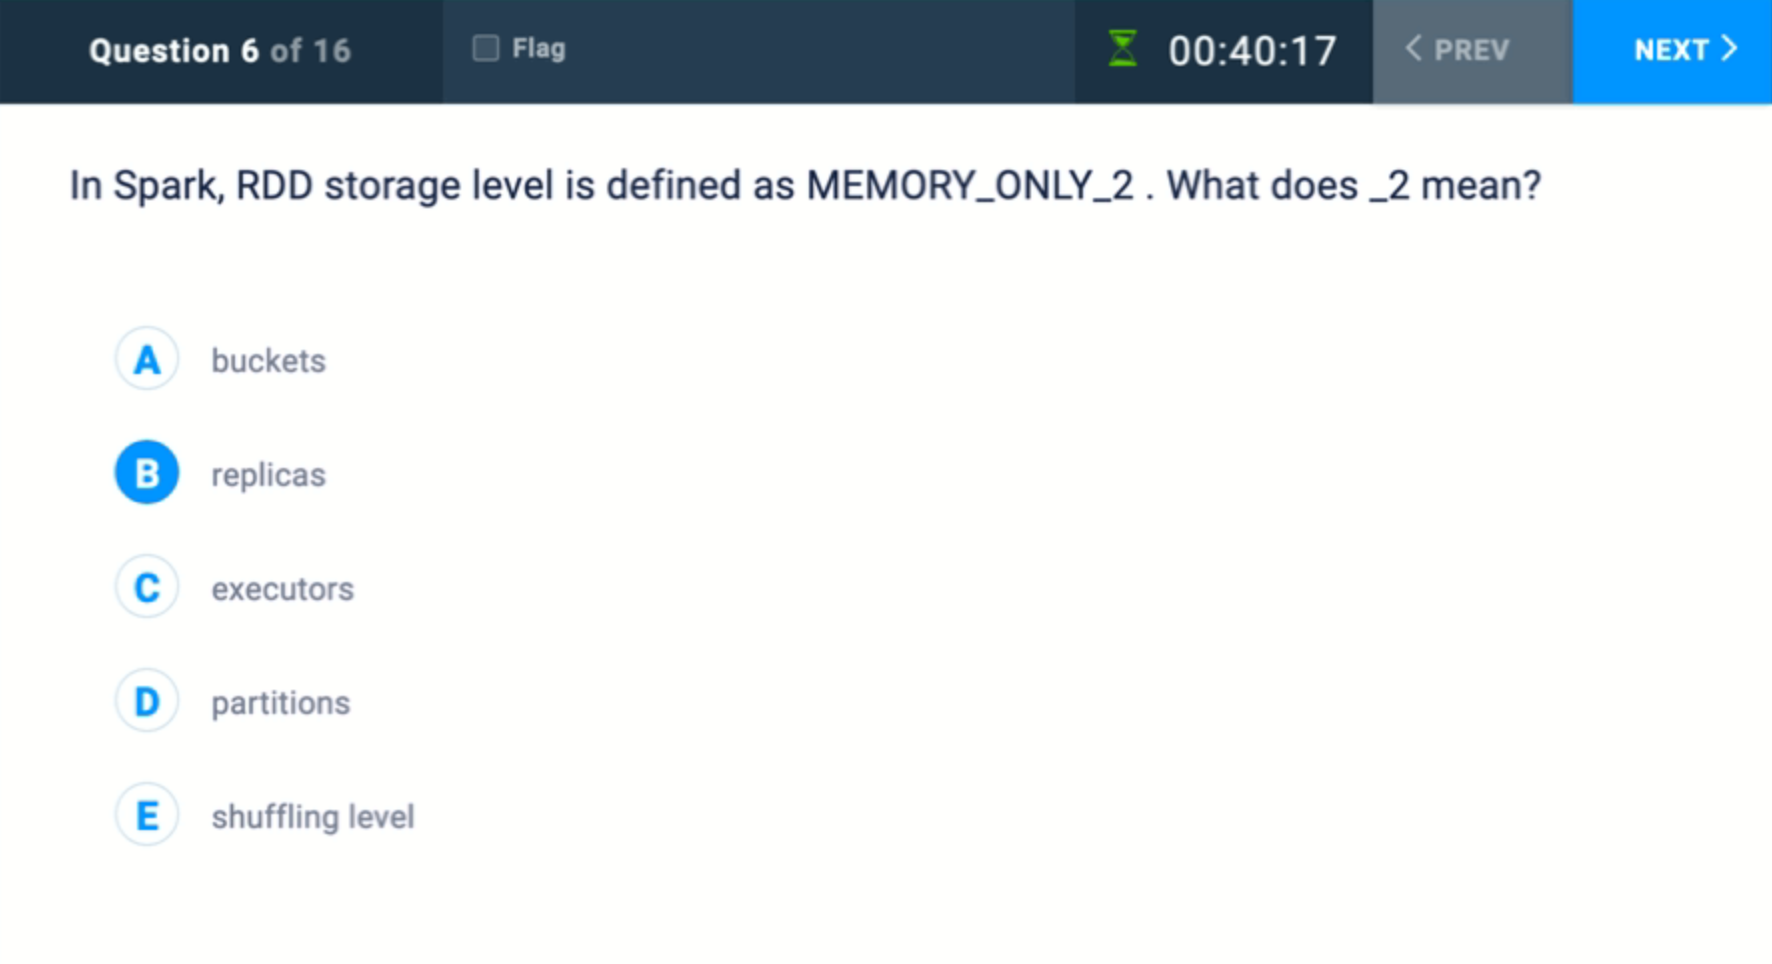 Question 6 of 16
Flag
00:40:17
PREV
NEXT
In Spark, RDD storage level is defined as MEMORY_ONLY_2 . What does _2 mean?
A buckets
B replicas
C executors
D partitions
E shuffling level